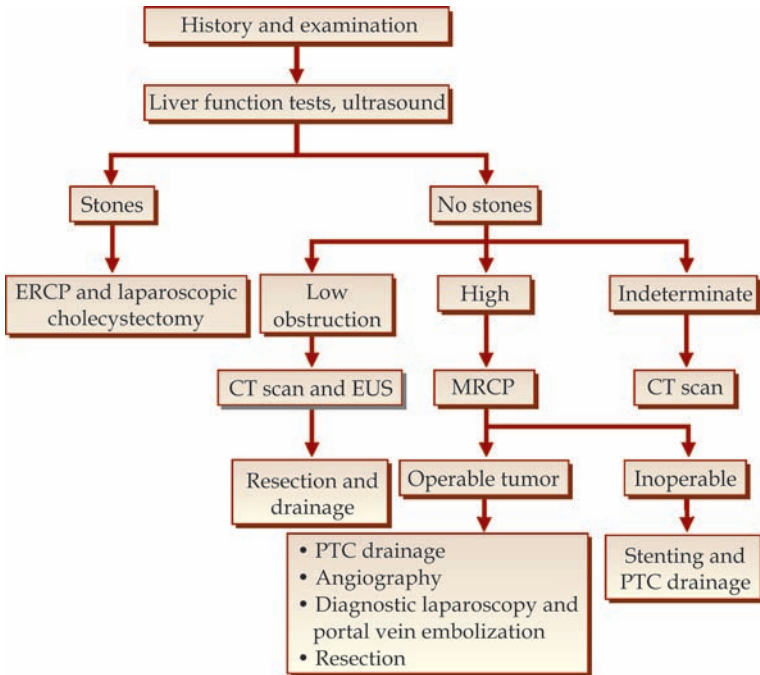 History and examination
Liver function tests, ultrasound
Stones
No stones
ERCP and laparoscopic
cholecystectomy
Low
obstruction
High
Indeterminate
CT scan and EUS
MRCP
CT scan
Resection and
drainage
Operable tumor
Inoperable
• PTC drainage
• Angiography
• Diagnostic laparoscopy and
portal vein embolization
• Resection
Stenting and
PTC drainage